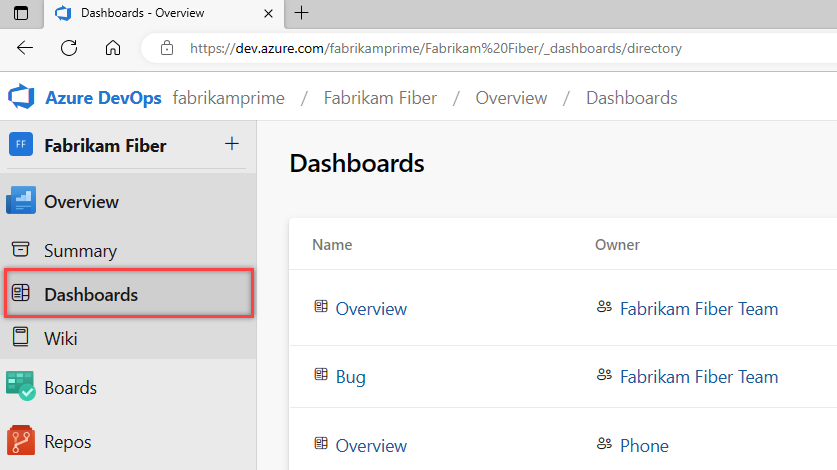 Dashboards - Overview
https://dev.azure.com/fabrikamprime/Fabrikam%20Fiber/_dashboards/directory
Azure DevOps fabrikamprime / Fabrikam Fiber / Overview / Dashboards
FF Fabrikam Fiber
Overview
Summary
Dashboards
Wiki
Boards
Repos
Dashboards
Name Owner
Overview Fabrikam Fiber Team
Bug Fabrikam Fiber Team
Overview Phone